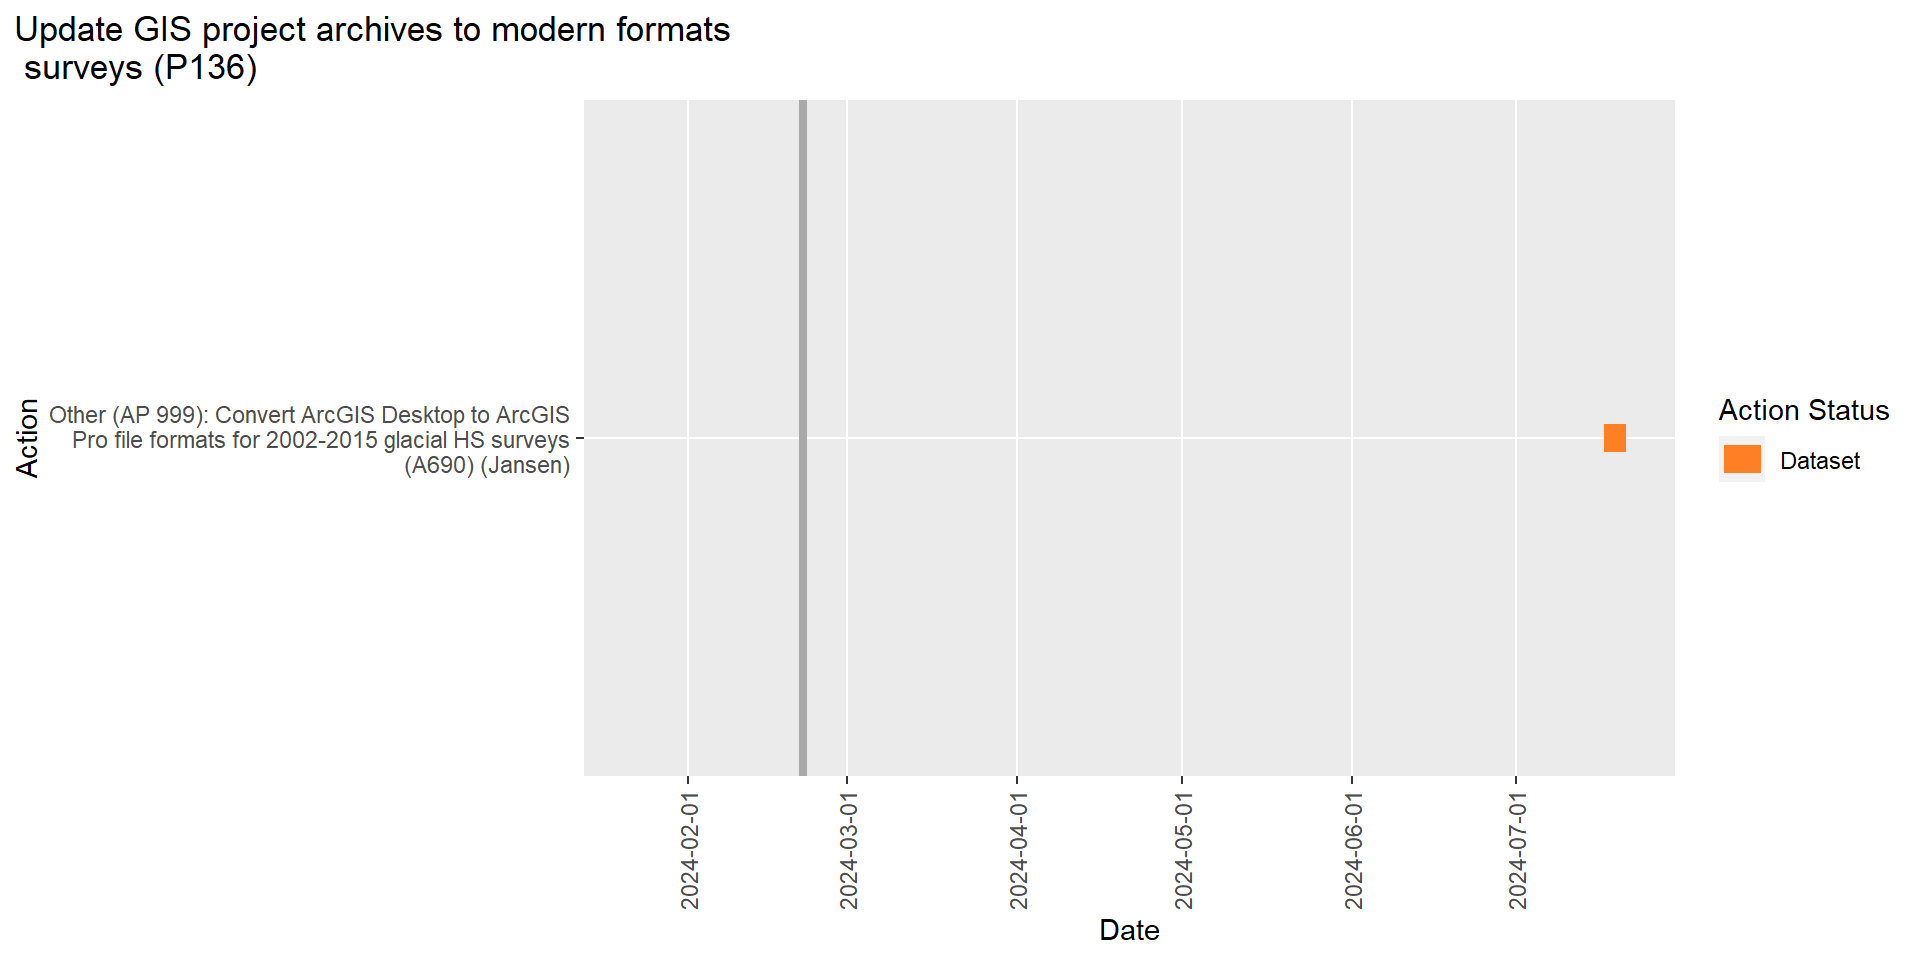 Update GIS project archives to modern formats
surveys (P136)
Action
Other (AP 999): Convert ArcGIS Desktop to ArcGIS
Pro file formats for 2002-2015 glacial HS surveys
(A690) (Jansen)
Action Status
Dataset
2024-02-01
2024-03-01
2024-04-01
2024-05-01
2024-06-01
2024-07-01
Date